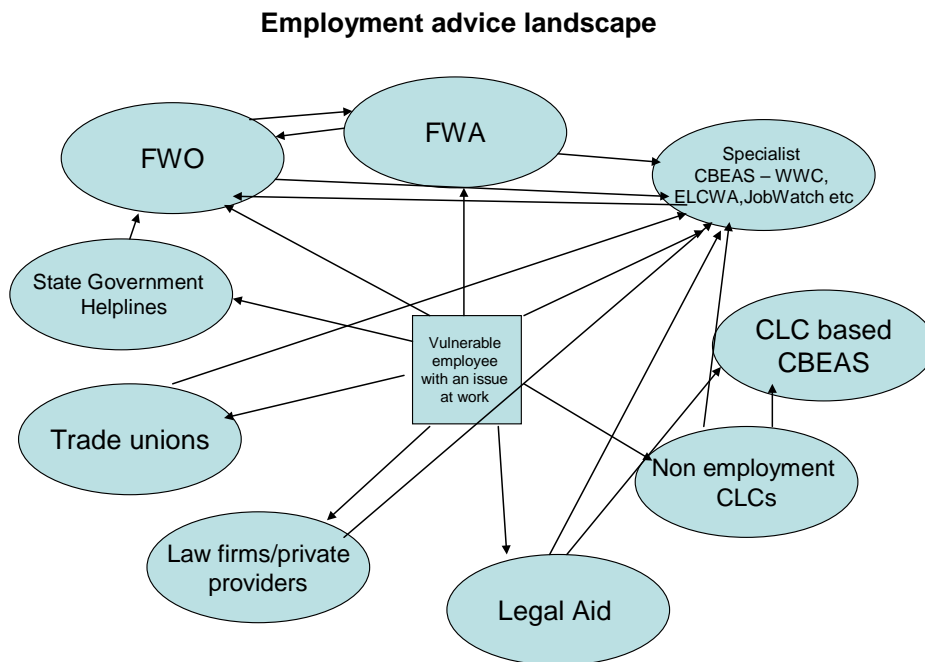 Employment advice landscape
FWO
FWA
Specialist
CBEAS – WWC,
ELCWA,JobWatch etc
State Government
Helplines
Vulnerable
employee
with an issue
at work
CLC based
CBEAS
Trade unions
Non employment
CLCs
Law firms/private
providers
Legal Aid